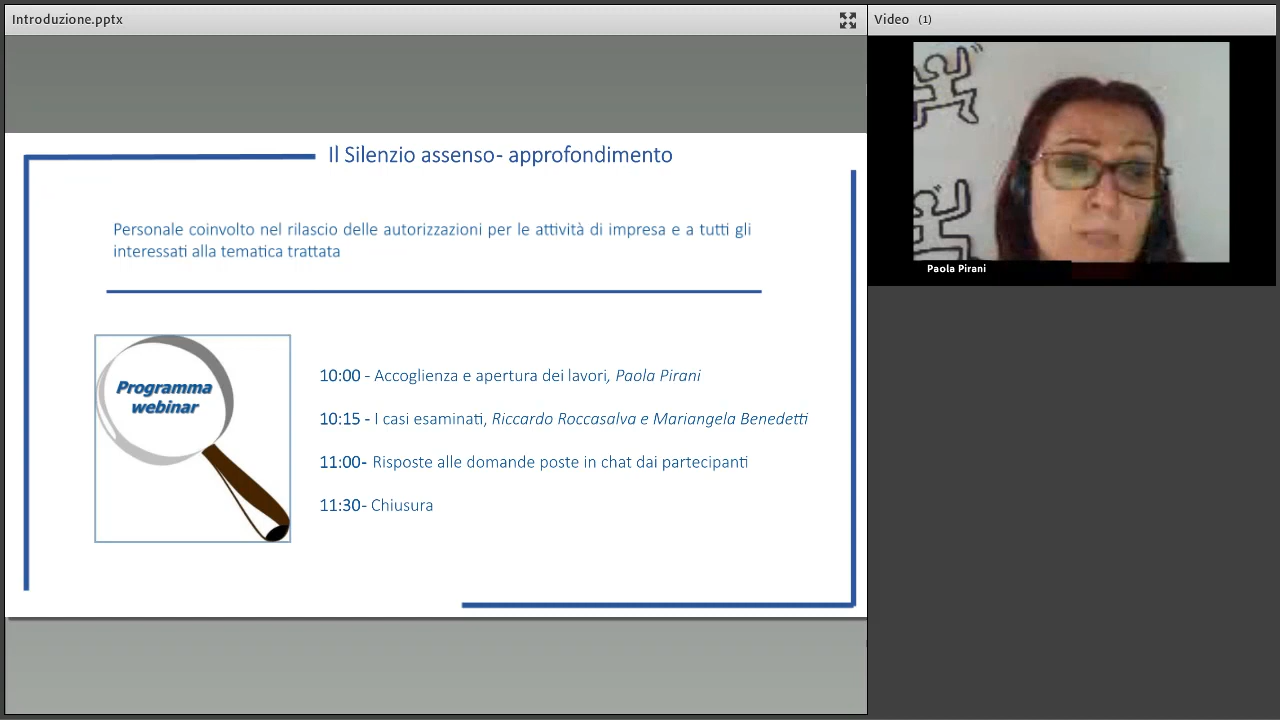 Introduzione.pptx
Video (1)
Il Silenzio assenso- approfondimento
Personale coinvolto nel rilascio delle autorizzazioni per le attività di impresa e a tutti gli
interessati alla tematica trattata
Programma
webinar
10:00 - Accoglienza e apertura dei lavori, Paola Pirani
10:15 - I casi esaminati, Riccardo Roccasalva e Mariangela Benedetti
11:00- Risposte alle domande poste in chat dai partecipanti
11:30- Chiusura
Paola Pirani